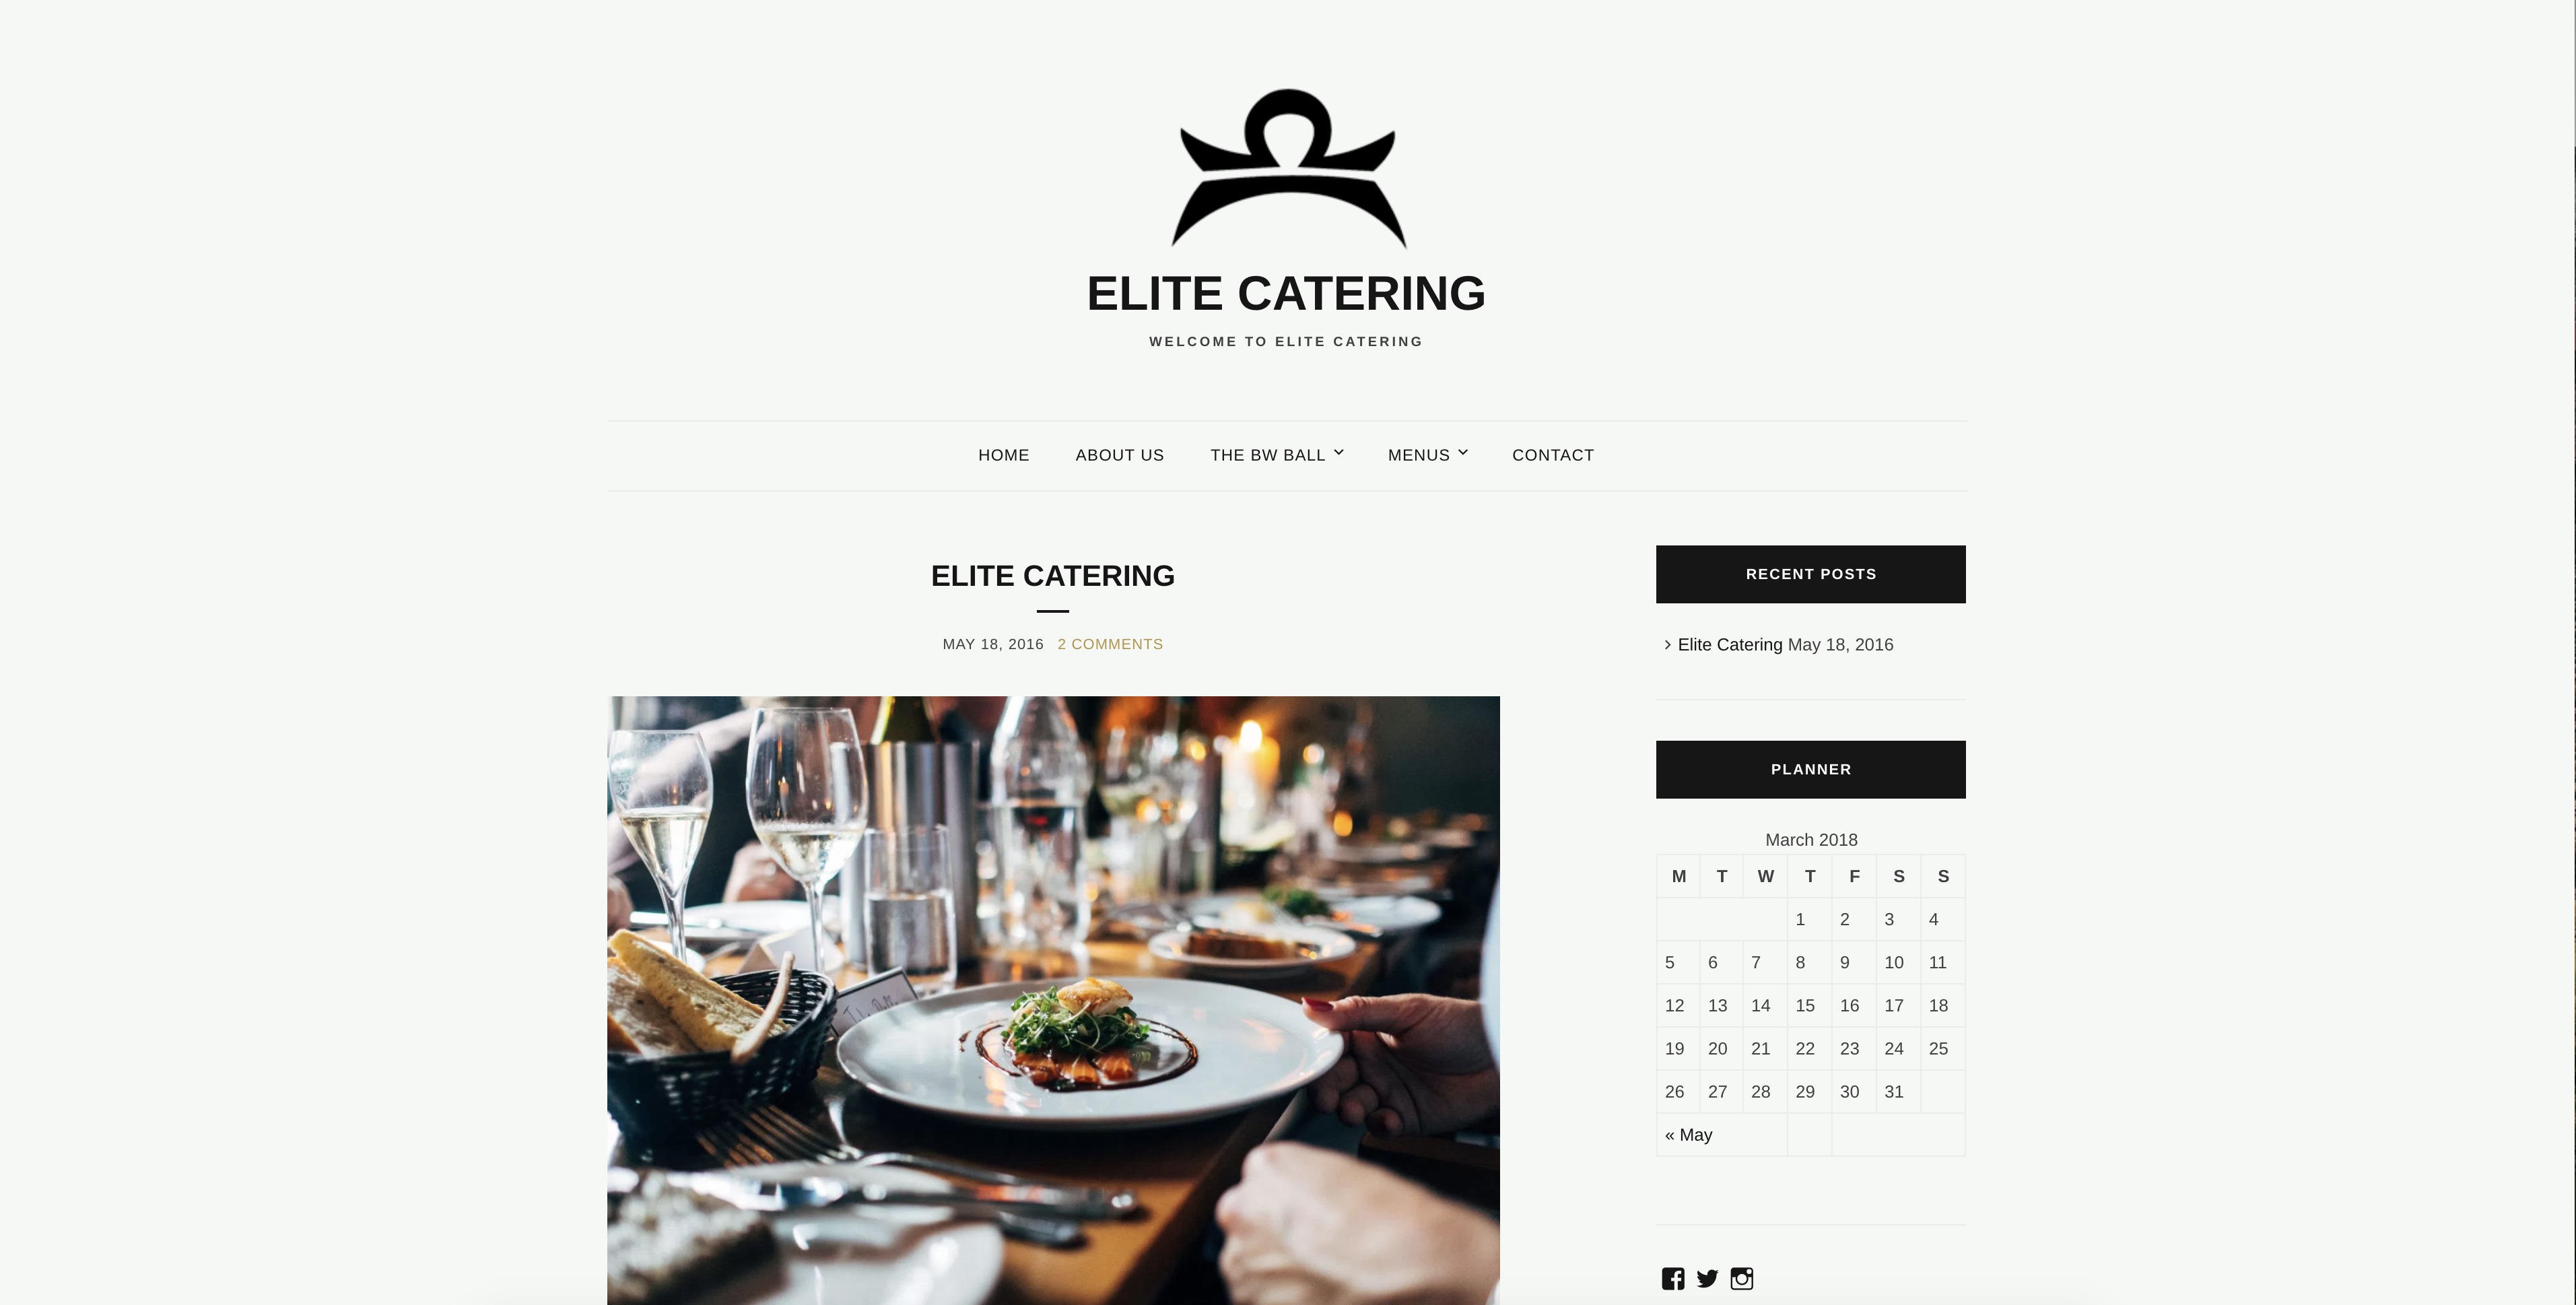 ELITE CATERING
WELCOME TO ELITE CATERING
HOME ABOUT US THE BW BALL MENUS CONTACT
ELITE CATERING
MAY 18, 2016 2 COMMENTS
RECENT POSTS
Elite Catering May 18, 2016
PLANNER
March 2018
M T W T F S S
1 2 3 4
5 6 7 8 9 10 11
12 13 14 15 16 17 18
19 20 21 22 23 24 25
26 27 28 29 30 31
« May